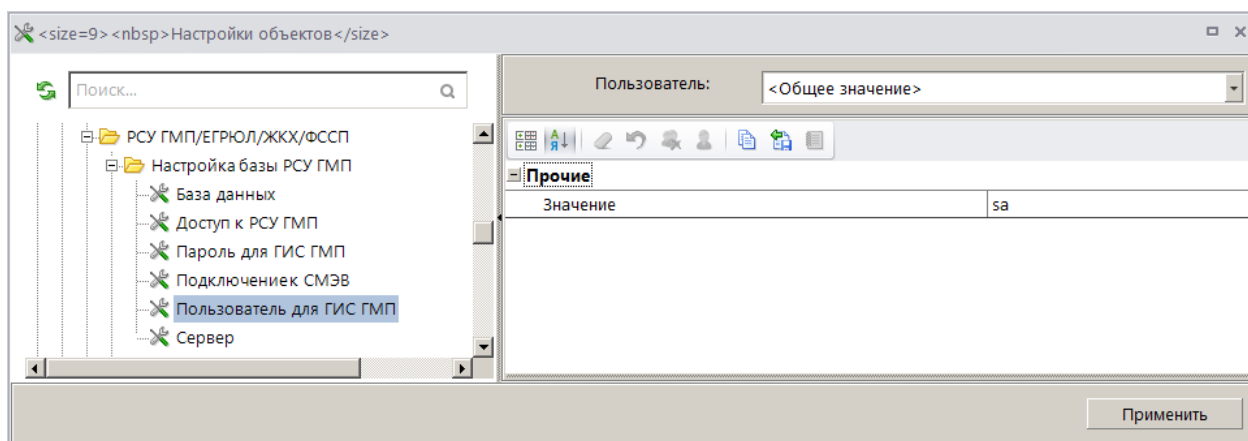 <size=9><nbsp>Настройки объектов</size>
Поиск...
Пользователь:
<Общее значение>
РСУ ГМП/ЕГРЮЛ/ЖКХ/ФССП
Настройка базы РСУ ГМП
База данных
Доступ к РСУ ГМП
Пароль для ГИС ГМП
Подключениек СМЭВ
Пользователь для ГИС ГМП
Сервер
Прочие
Значение
sa
Применить